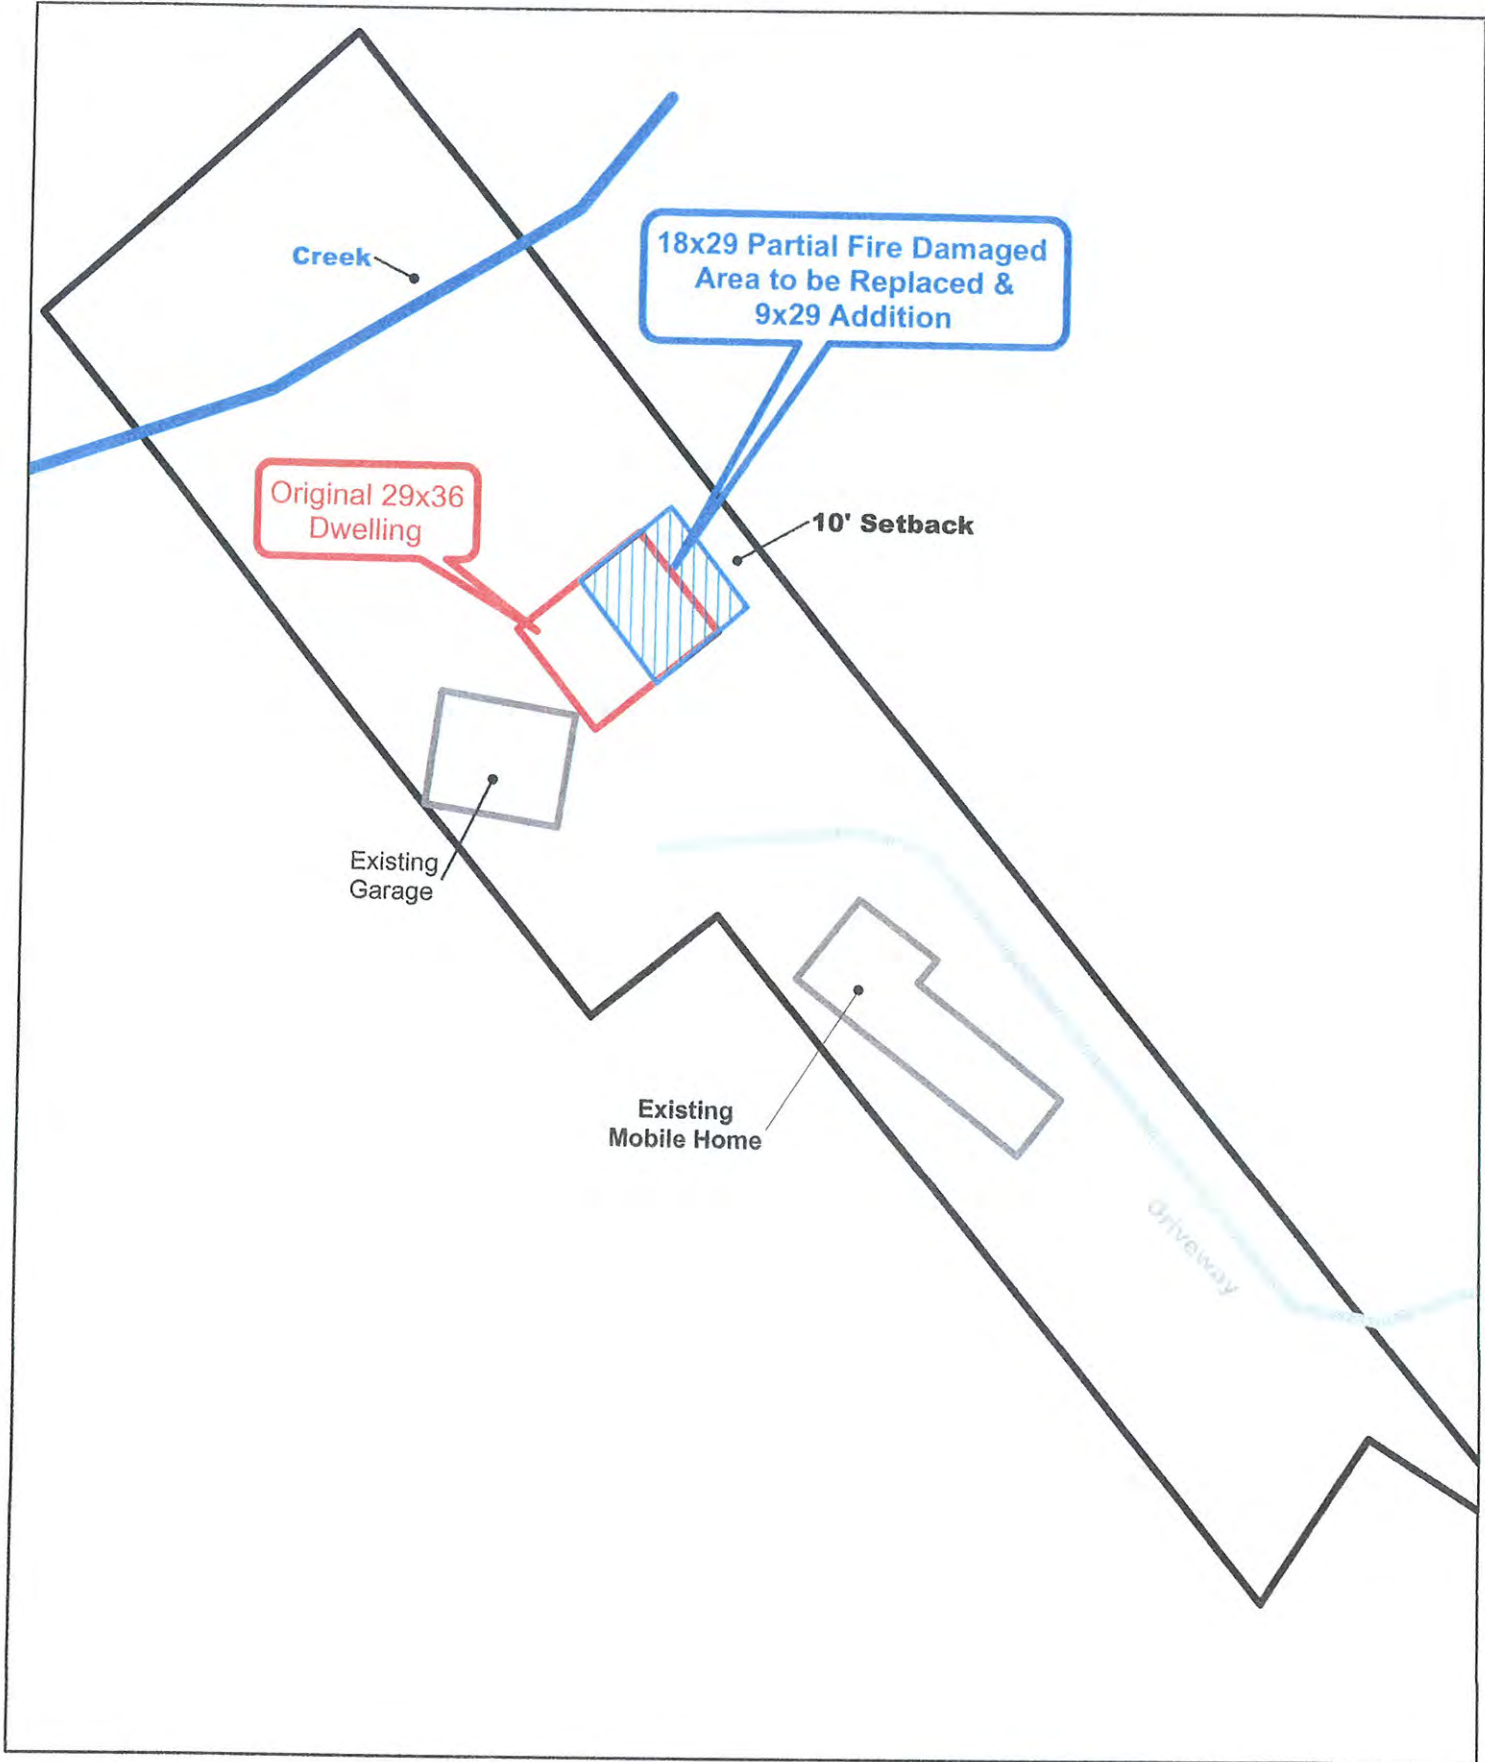 Creek
18x29 Partial Fire Damaged
Area to be Replaced &
9x29 Addition
Original 29x36
Dwelling
10' Setback
Existing
Garage
Existing
Mobile Home
driveway